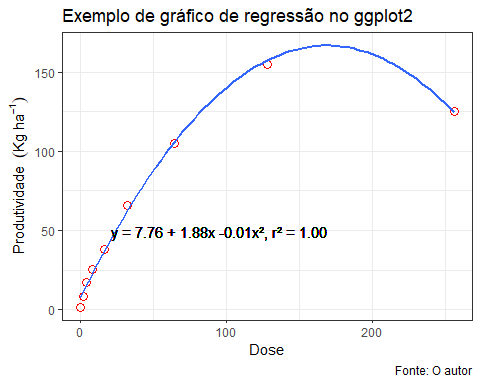 Exemplo de gráfico de regressão no ggplot2
Produtividade (Kg ha⁻¹)
150
100
50
0
y = 7.76 + 1.88x -0.01x², r² = 1.00
0 100 200
Dose
Fonte: O autor